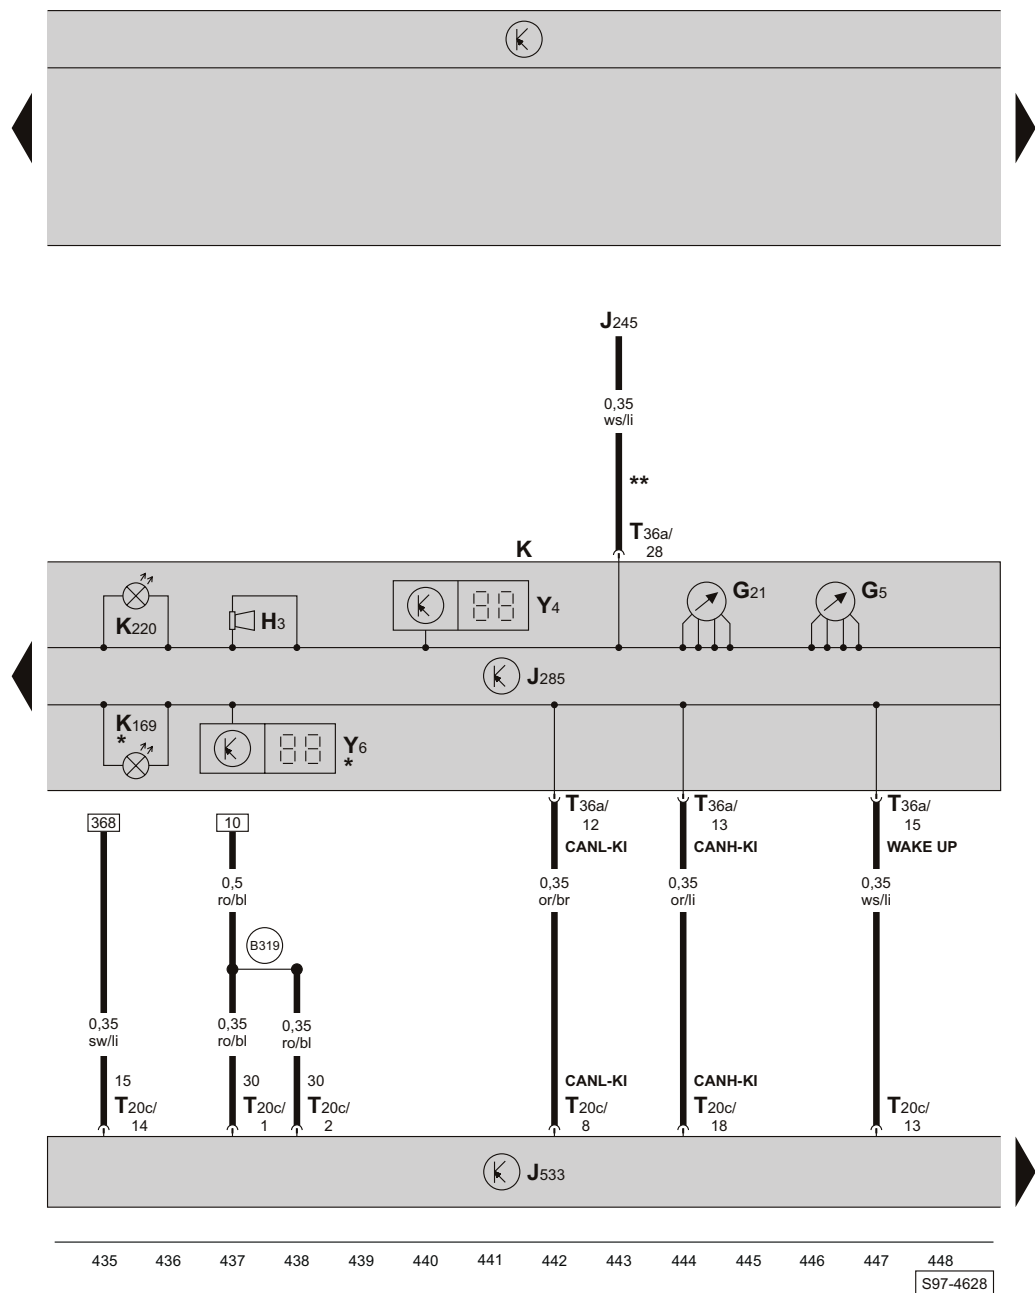 J245
0,35
ws/li
**
T36a/
28
K
K220
H3
Y4
G21
G5
J285
K169
*
Y6
*
368
10
T36a/
12
CANL-KI
T36a/
13
CANH-KI
T36a/
15
WAKE UP
0,5
ro/bl
0,35
or/br
0,35
or/li
0,35
ws/li
B319
0,35
sw/li
0,35
ro/bl
0,35
ro/bl
15
T20c/
14
30
T20c/
1
30
T20c/
2
CANL-KI
T20c/
8
CANH-KI
T20c/
18
T20c/
13
J533
435 436 437 438 439 440 441 442 443 444 445 446 447 448
S97-4628